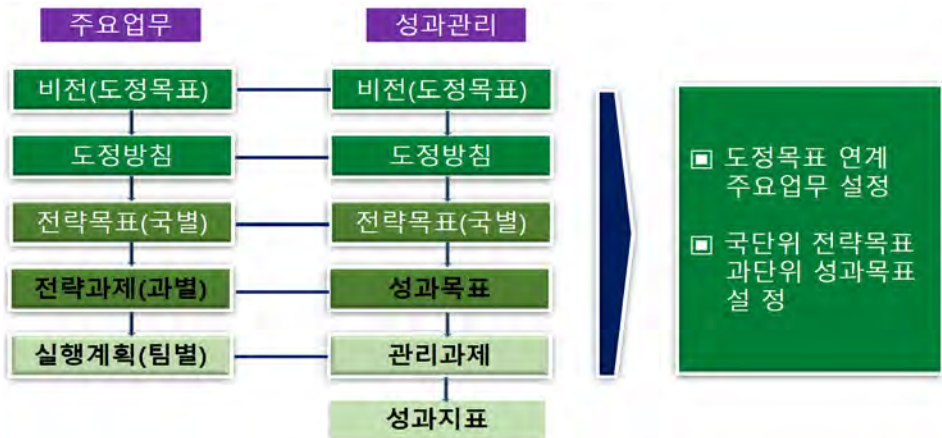 주요업무
성과관리
비전(도정목표)
비전(도정목표)
도정방침
도정방침
전략목표(국별)
전략목표(국별)
전략과제(과별)
성과목표
실행계획(팀별)
관리과제
성과지표
▣ 도정목표 연계
주요업무 설정
▣ 국단위 전략목표
과단위 성과목표
설 정